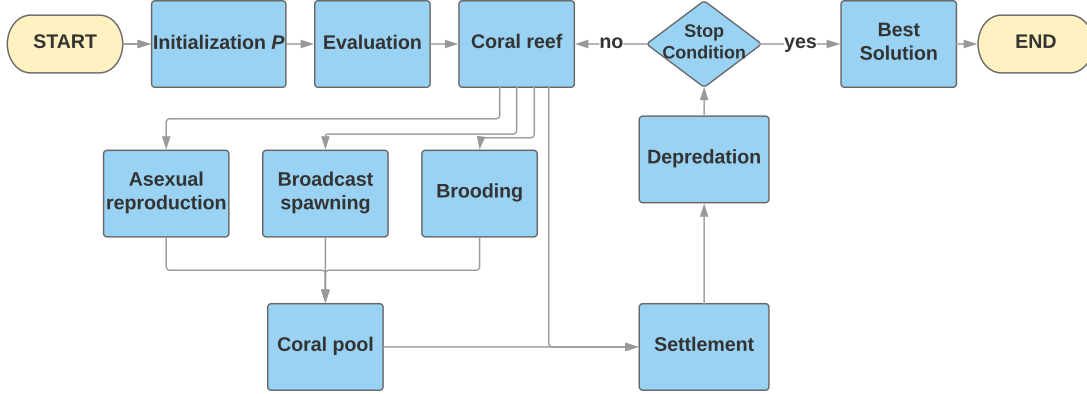 START
Initialization P
Evaluation
Coral reef
no
Stop
Condition
yes
Best
Solution
END
Asexual
reproduction
Broadcast
spawning
Brooding
Depredation
Coral pool
Settlement